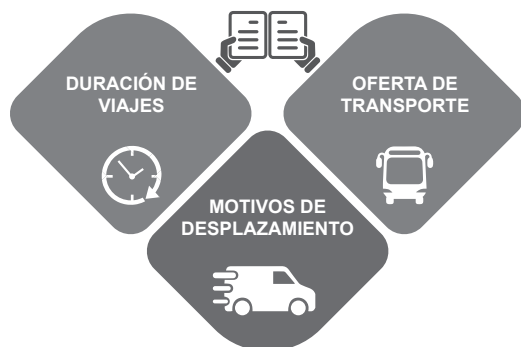 DURACIÓN DE
VIAJES
OFERTA DE
TRANSPORTE
MOTIVOS DE
DESPLAZAMIENTO